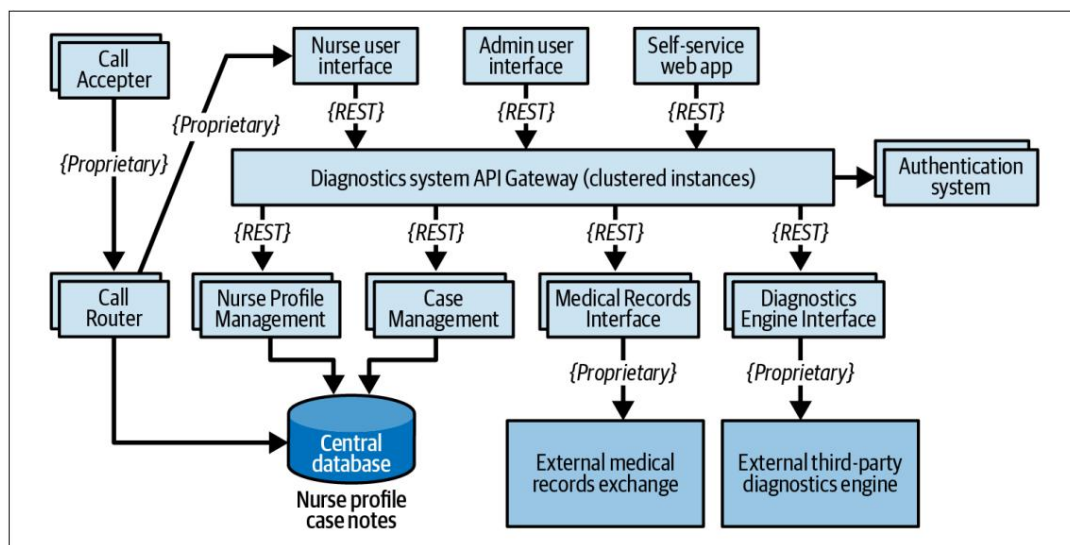 Call
Accepter
Nurse user
interface
Admin user
interface
Self-service
web app
{Proprietary}
{REST}
{REST}
{REST}
{Proprietary}
Diagnostics system API Gateway (clustered instances)
Authentication
system
{REST}
{REST}
{REST}
{REST}
Call
Router
Nurse Profile
Management
Case
Management
Medical Records
Interface
Diagnostics
Engine Interface
{Proprietary}
{Proprietary}
Central
database
Nurse profile
case notes
External medical
records exchange
External third-party
diagnostics engine